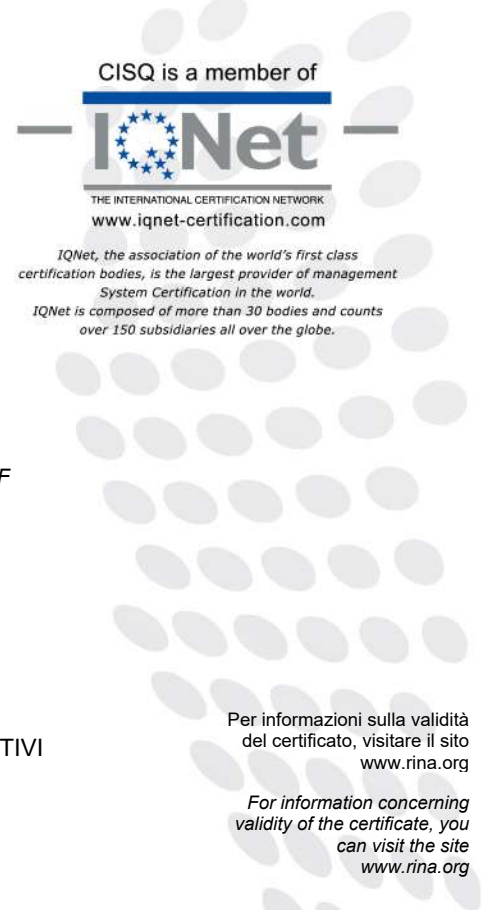 CISQ is a member of
IQNet
THE INTERNATIONAL CERTIFICATION NETWORK
www.iqnet-certification.com
IQNet, the association of the world's first class
certification bodies, is the largest provider of management
System Certification in the world.
IQNet is composed of more than 30 bodies and counts
over 150 subsidiaries all over the globe.
F
TIVI
Per informazioni sulla validità
del certificato, visitare il sito
www.rina.org
For information concerning
validity of the certificate, you
can visit the site
www.rina.org